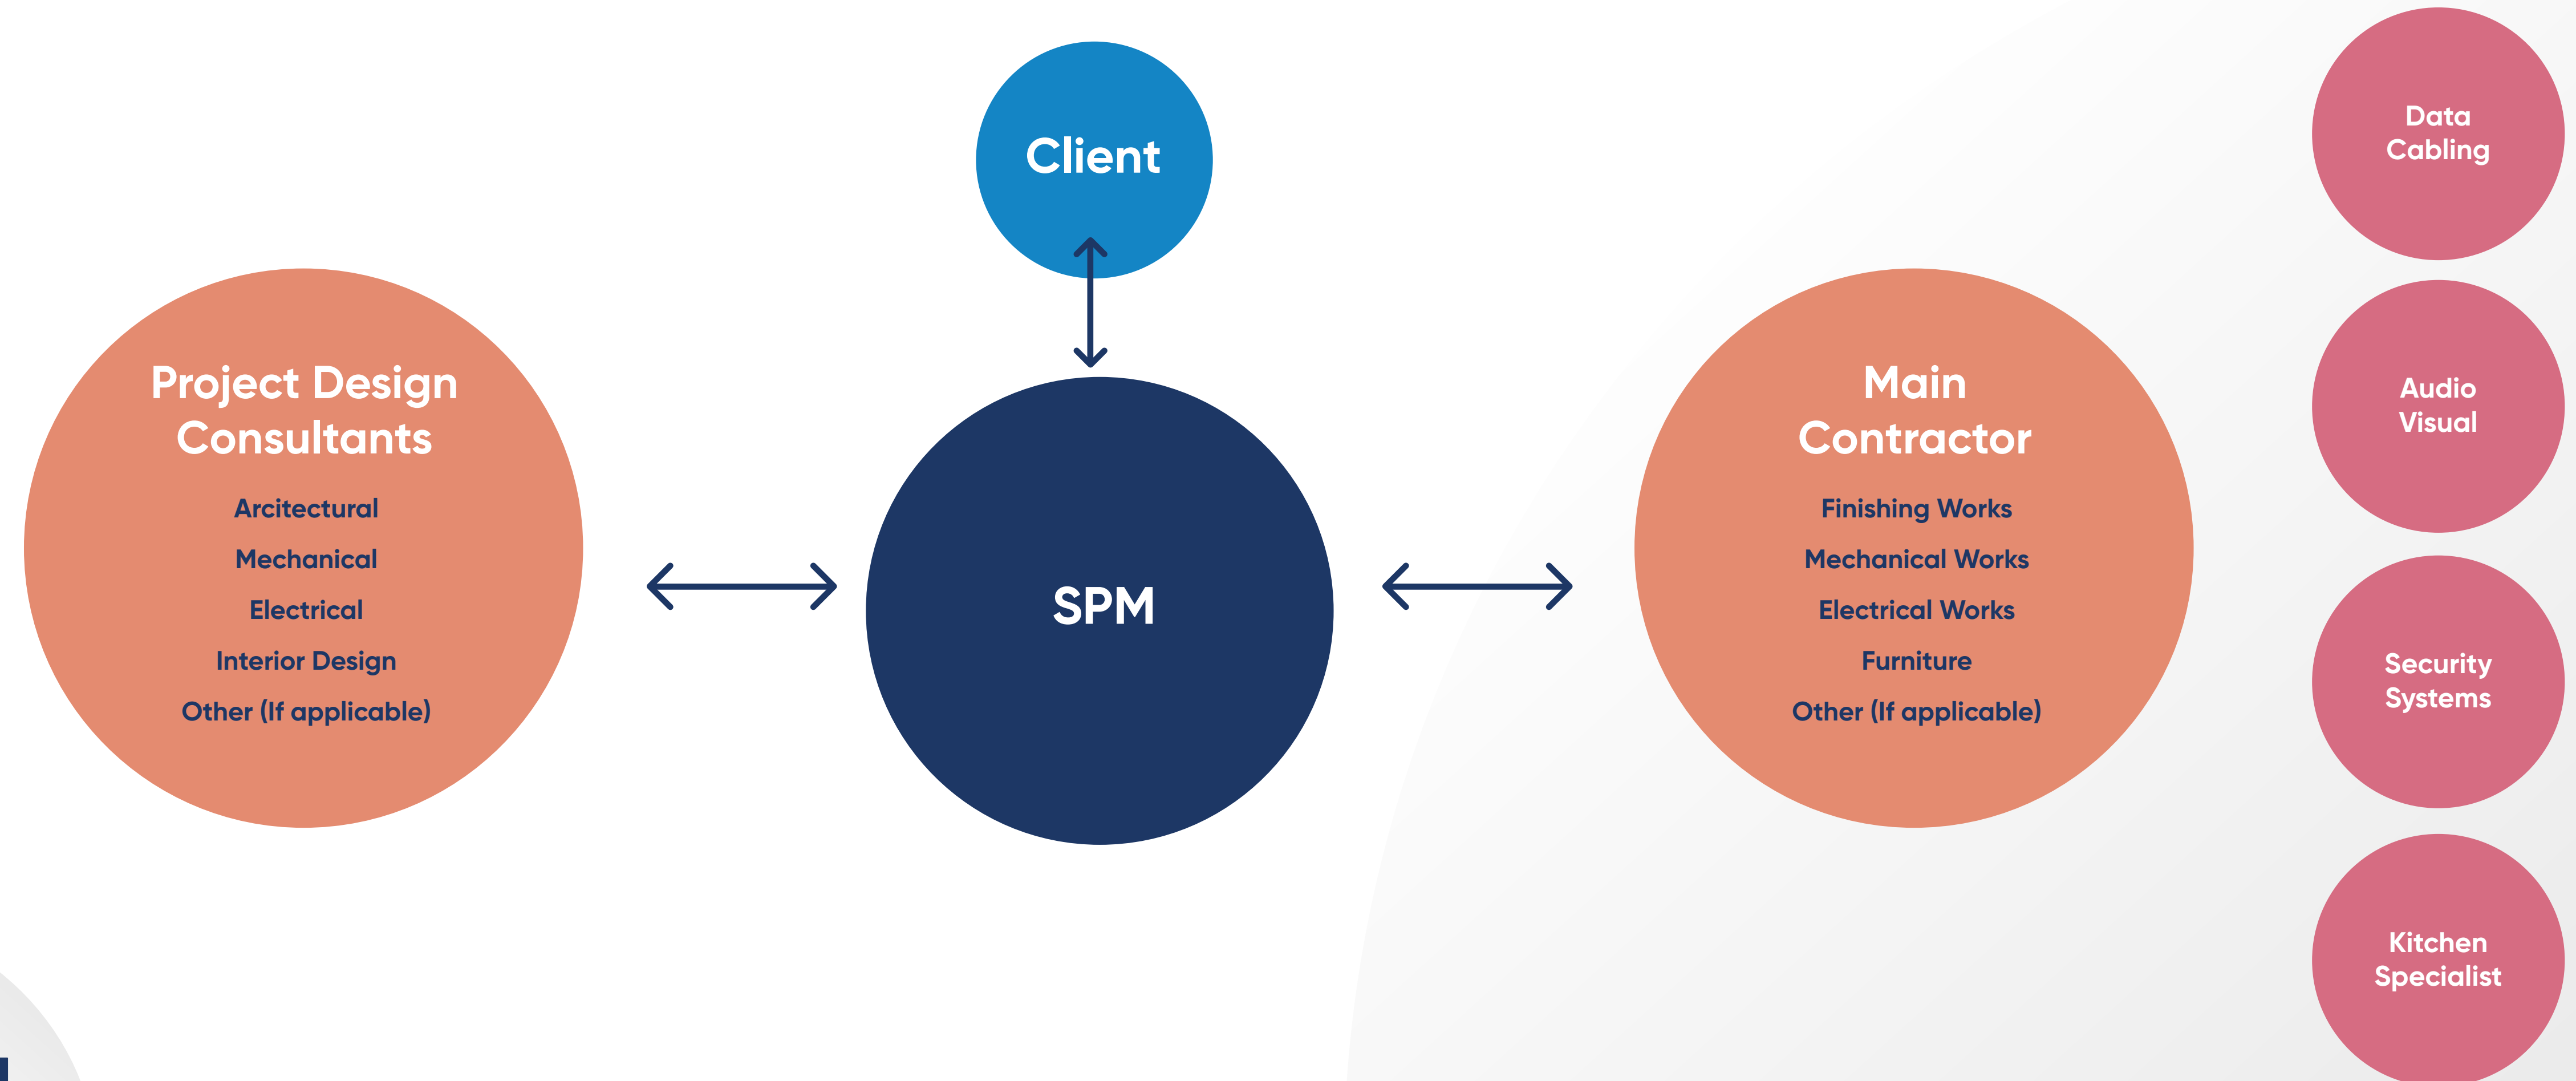 Client
Project Design
Consultants
Arcitectural
Mechanical
Electrical
Interior Design
Other (If applicable)
SPM
Main
Contractor
Finishing Works
Mechanical Works
Electrical Works
Furniture
Other (If applicable)
Data
Cabling
Audio
Visual
Security
Systems
Kitchen
Specialist